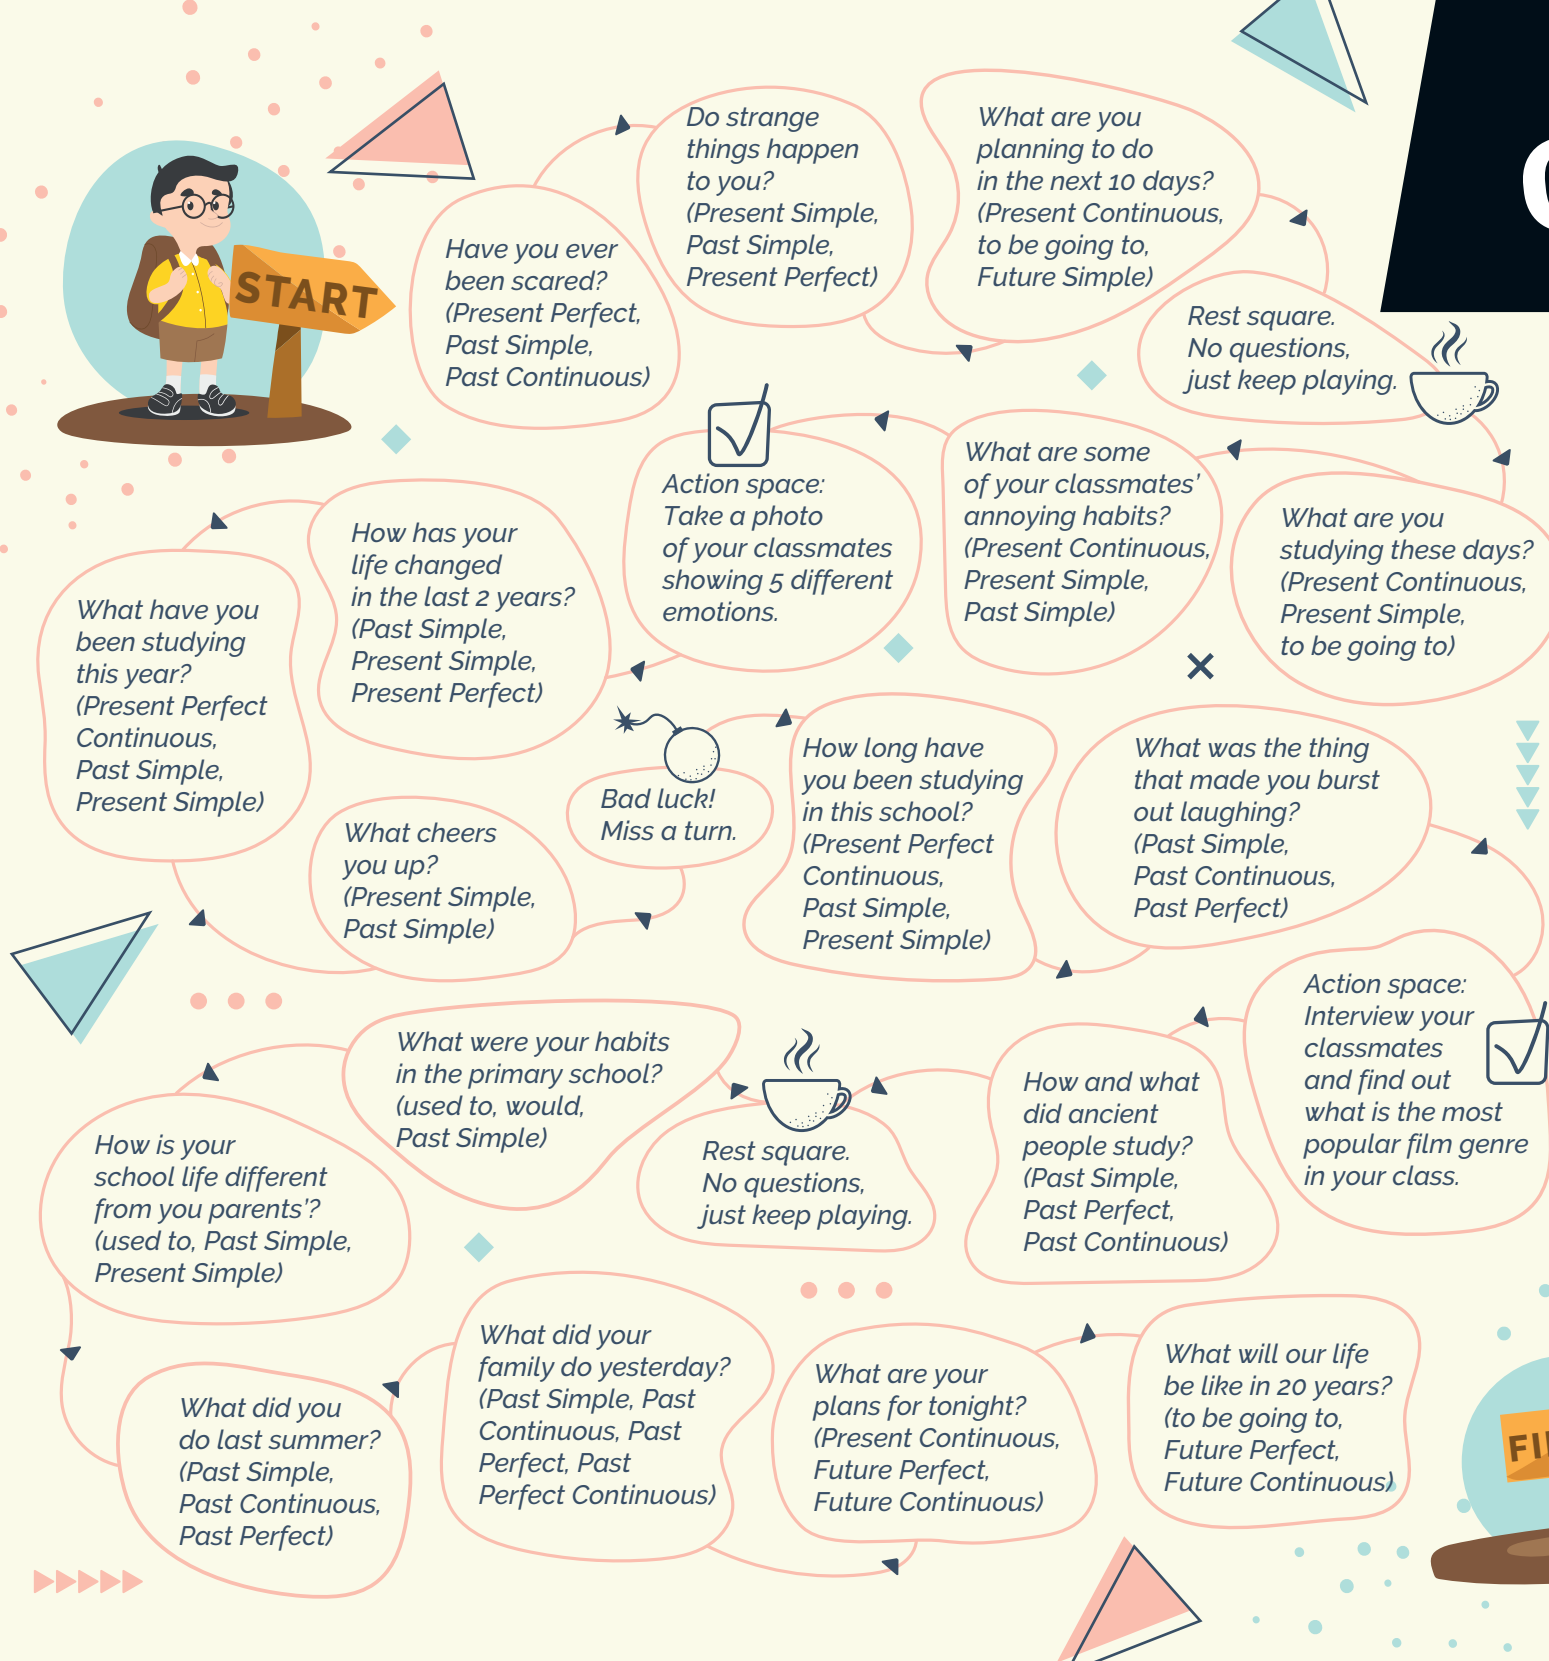 START
Have you ever
been scared?
(Present Perfect,
Past Simple,
Past Continuous)
Do strange
things happen
to you?
(Present Simple,
Past Simple,
Present Perfect)
What are you
planning to do
in the next 10 days?
(Present Continuous,
to be going to,
Future Simple)
Rest square.
No questions,
just keep playing.
What are you
studying these days?
(Present Continuous,
Present Simple,
to be going to)
What are some
of your classmates'
annoying habits?
(Present Continuous,
Present Simple,
Past Simple)
Action space:
Take a photo
of your classmates
showing 5 different
emotions.
How has your
life changed
in the last 2 years?
(Past Simple,
Present Simple,
Present Perfect)
What have you
been studying
this year?
(Present Perfect
Continuous,
Past Simple,
Present Simple)
What cheers
you up?
(Present Simple,
Past Simple)
Bad luck!
Miss a turn.
How long have
you been studying
in this school?
(Present Perfect
Continuous,
Past Simple,
Present Simple)
What was the thing
that made you burst
out laughing?
(Past Simple,
Past Continuous,
Past Perfect)
Action space:
Interview your
classmates
and find out
what is the most
popular film genre
in your class.
How and what
did ancient
people study?
(Past Simple,
Past Perfect,
Past Continuous)
Rest square.
No questions,
just keep playing.
What were your habits
in the primary school?
(used to, would,
Past Simple)
How is your
school life different
from you parents'?
(used to, Past Simple,
Present Simple)
What did you
do last summer?
(Past Simple,
Past Continuous,
Past Perfect)
What did your
family do yesterday?
(Past Simple, Past
Continuous, Past
Perfect, Past
Perfect Continuous)
What are your
plans for tonight?
(Present Continuous,
Future Perfect,
Future Continuous)
What will our life
be like in 20 years?
(to be going to,
Future Perfect,
Future Continuous)